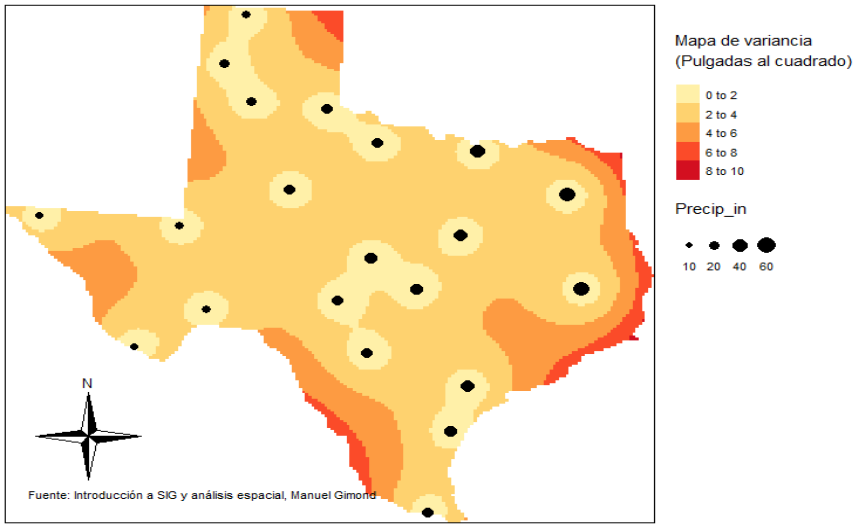 Mapa de variancia
(Pulgadas al cuadrado)
0 to 2
2 to 4
4 to 6
6 to 8
8 to 10
Precip_in
10 20 40 60
N
Fuente: Introducción a SIG y análisis espacial, Manuel Gimond